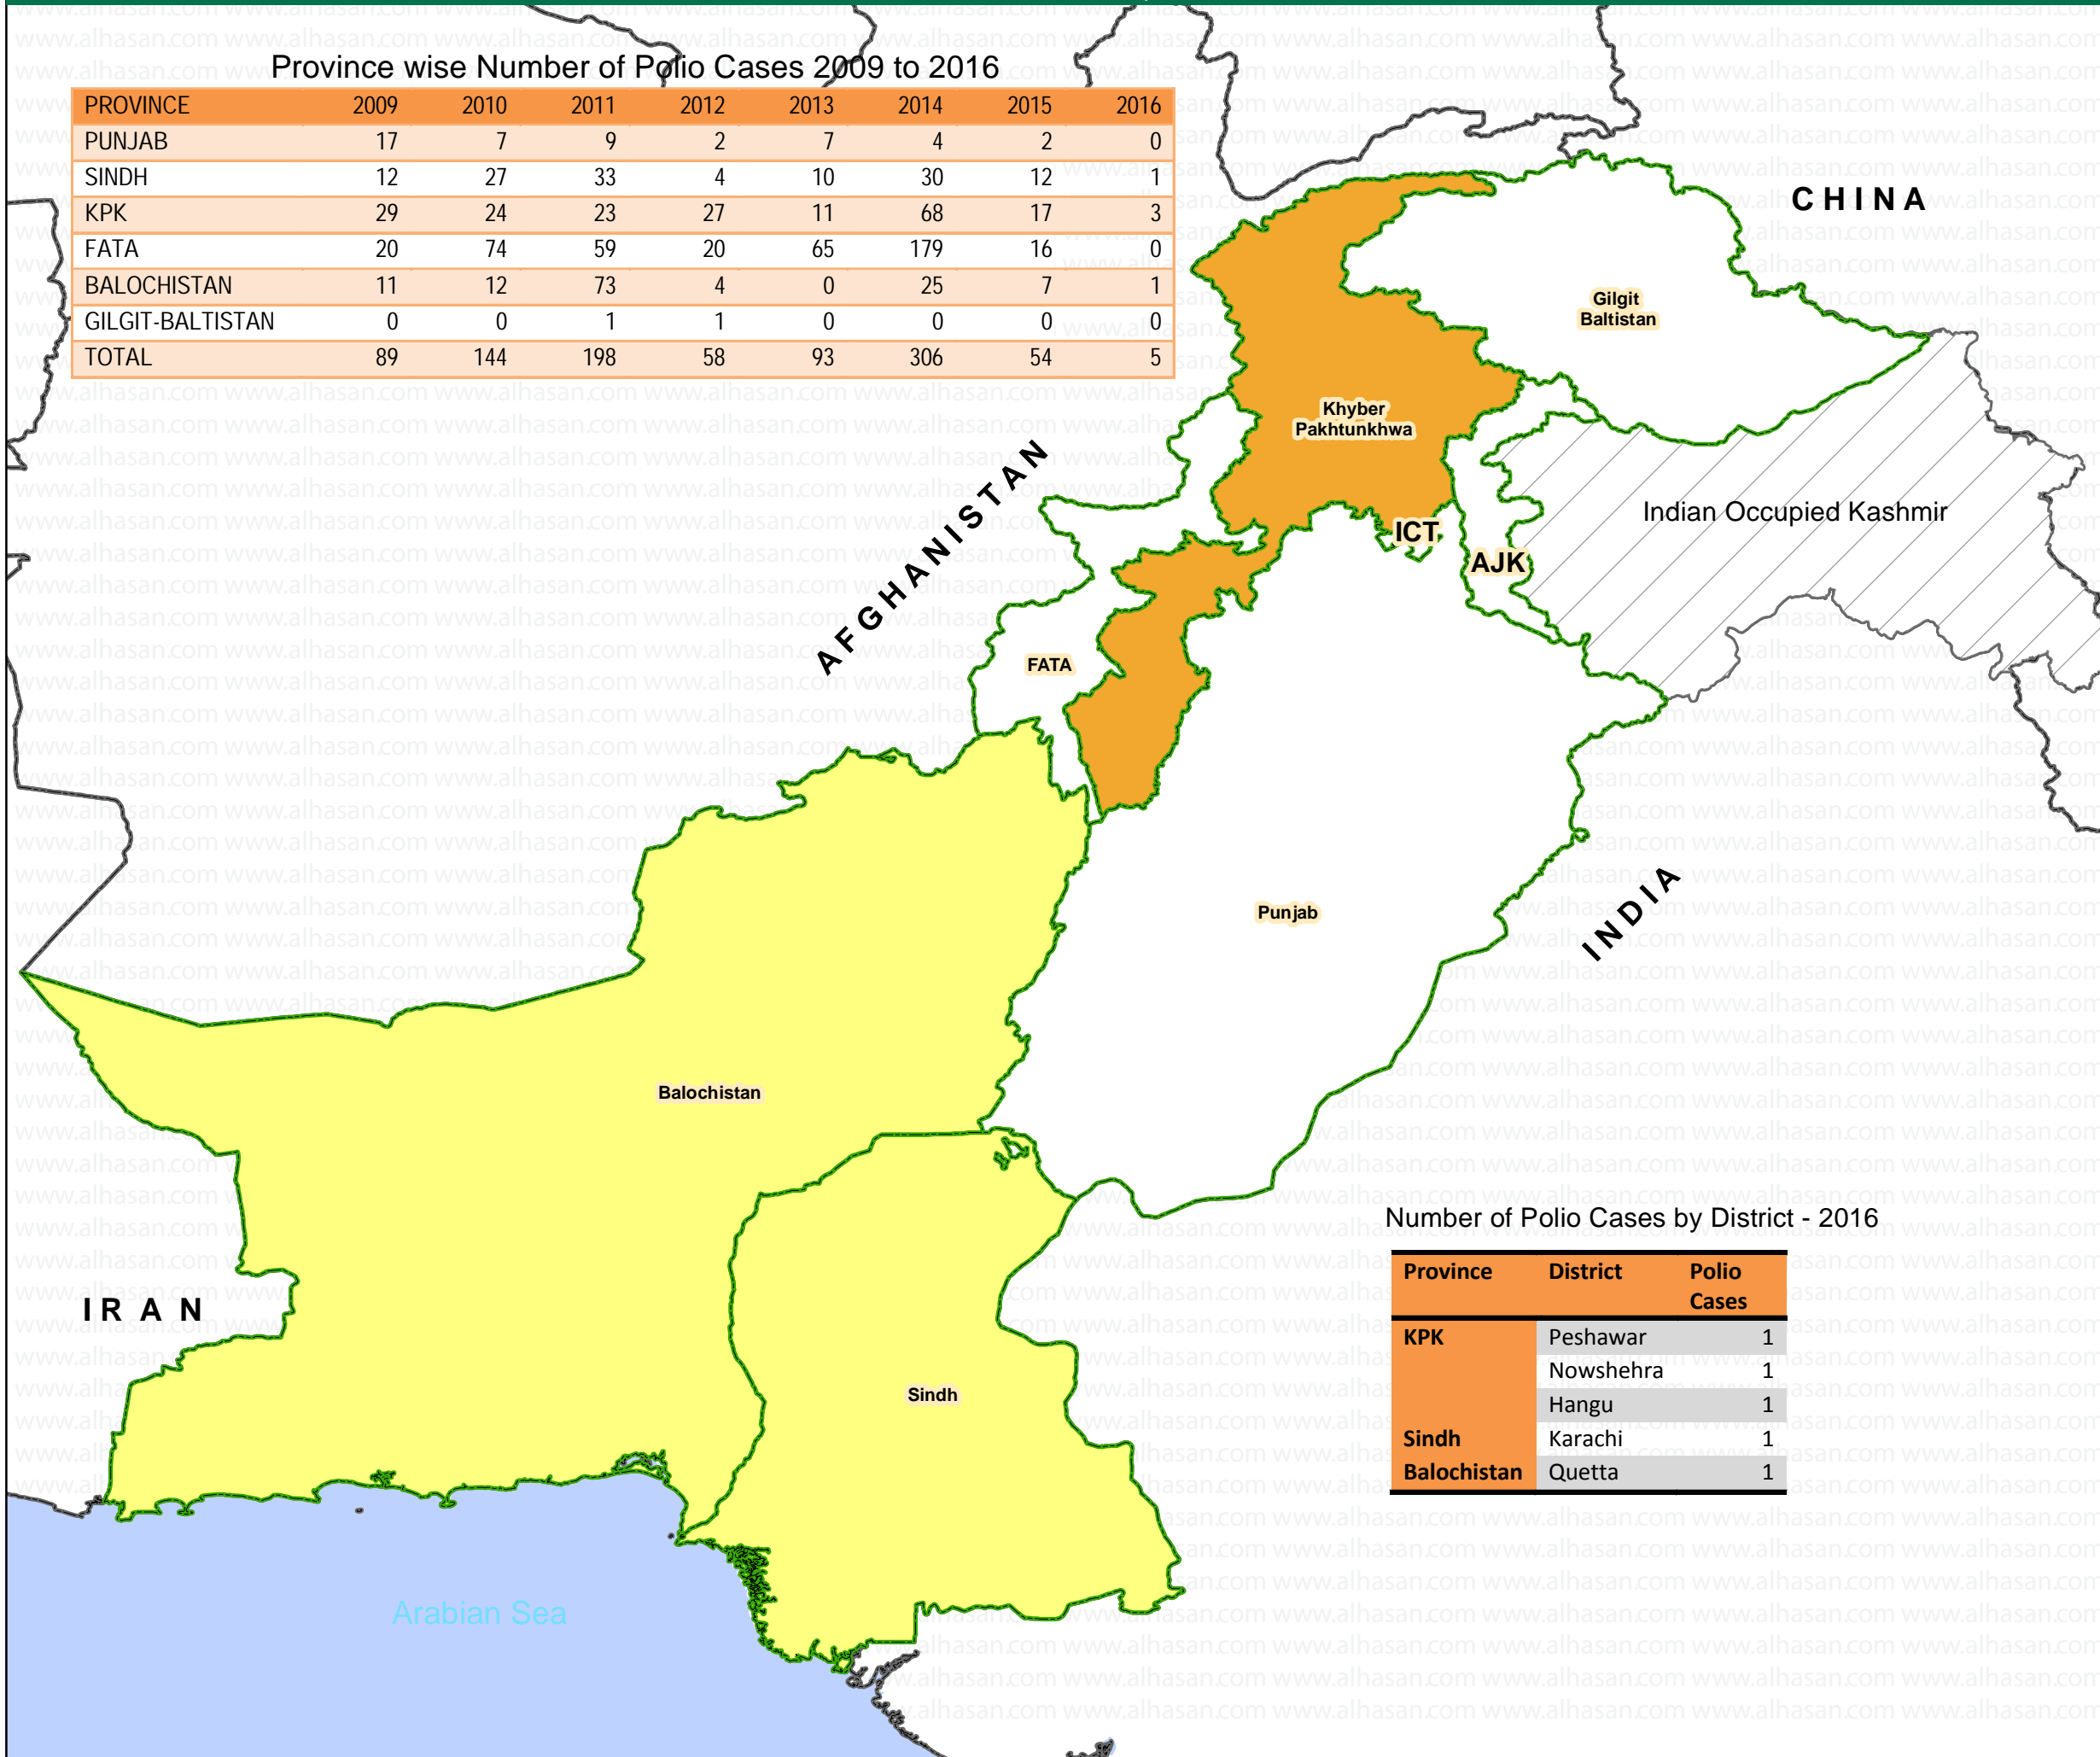 Province wise Number of Polio Cases 2009 to 2016
PROVINCE 2009 2010 2011 2012 2013 2014 2015 2016
PUNJAB 17 7 9 2 7 4 2 0
SINDH 12 27 33 4 10 30 12 1
KPK 29 24 23 27 11 68 17 3
FATA 20 74 59 20 65 179 16 0
BALOCHISTAN 11 12 73 4 0 25 7 1
GILGIT-BALTISTAN 0 0 1 1 0 0 0 0
TOTAL 89 144 198 58 93 306 54 5
CHINA
Gilgit
Baltistan
Khyber
Pakhtunkhwa
AFGHANISTAN
Indian Occupied Kashmir
ICT
AJK
FATA
INDIA
Punjab
Balochistan
IRAN
Sindh
Arabian Sea
Number of Polio Cases by District - 2016
Province District Polio
Cases
KPK Peshawar 1
Nowshehra 1
Hangu 1
Sindh Karachi 1
Balochistan Quetta 1
www.alhasan.com